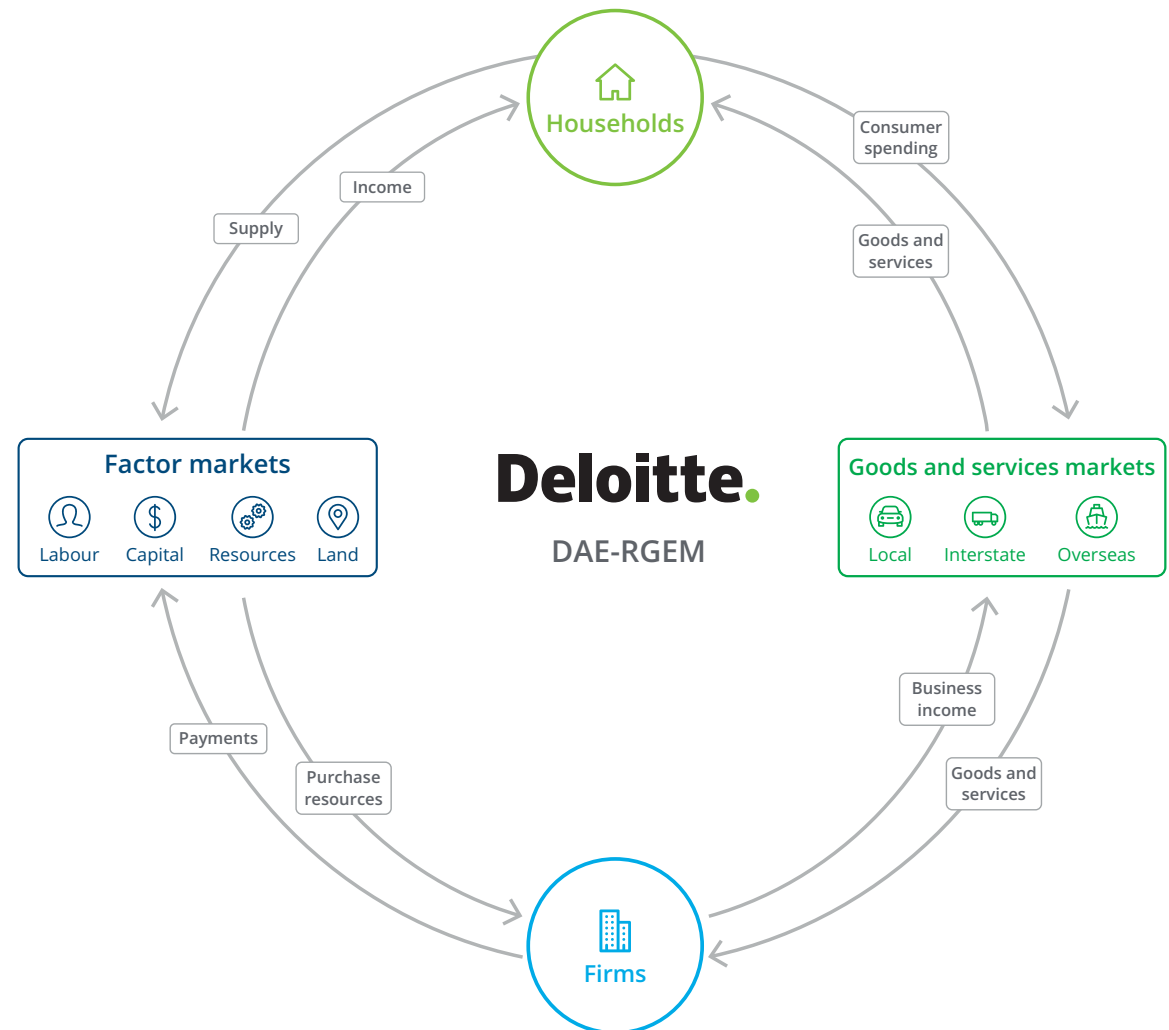 Households
Consumer
spending
Income
Supply
Goods and
services
Factor markets
Labour
Capital
Resources
Land
Deloitte.
DAE-RGEM
Goods and services markets
Local
Interstate
Overseas
Business
income
Payments
Purchase
resources
Goods and
services
Firms